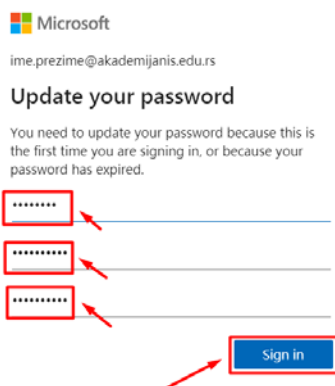 Microsoft
ime.prezime@akademijanis.edu.rs
Update your password
You need to update your password because this is
the first time you are signing in, or because your
password has expired.
••••••••
••••••••••
••••••••••
Sign in